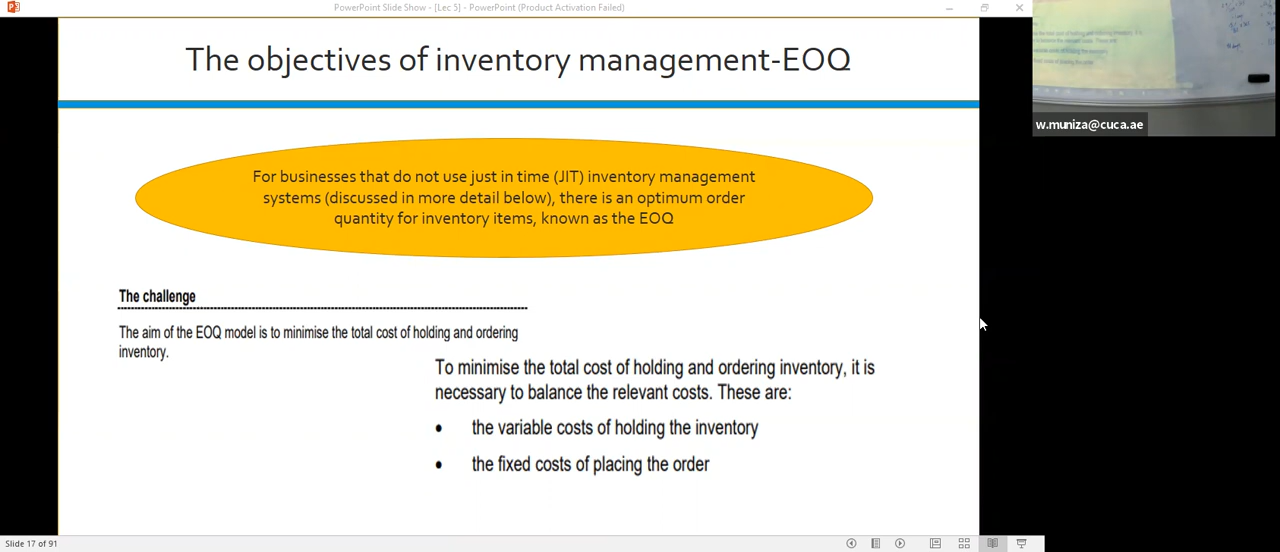 PowerPoint Slide Show - [Lec 3] - PowerPoint (Product Activation Failed)
The objectives of inventory management-EOQ
w.muniza@cuca.ae
For businesses that do not use just in time (JIT) inventory management
systems (discussed in more detail below), there is an optimum order
quantity for inventory items, known as the EOQ
The challenge
The aim of the EOQ model is to minimise the total cost of holding and ordering
inventory.
To minimise the total cost of holding and ordering inventory, it is
necessary to balance the relevant costs. These are:
• the variable costs of holding the inventory
• the fixed costs of placing the order
Slide 17 of 91